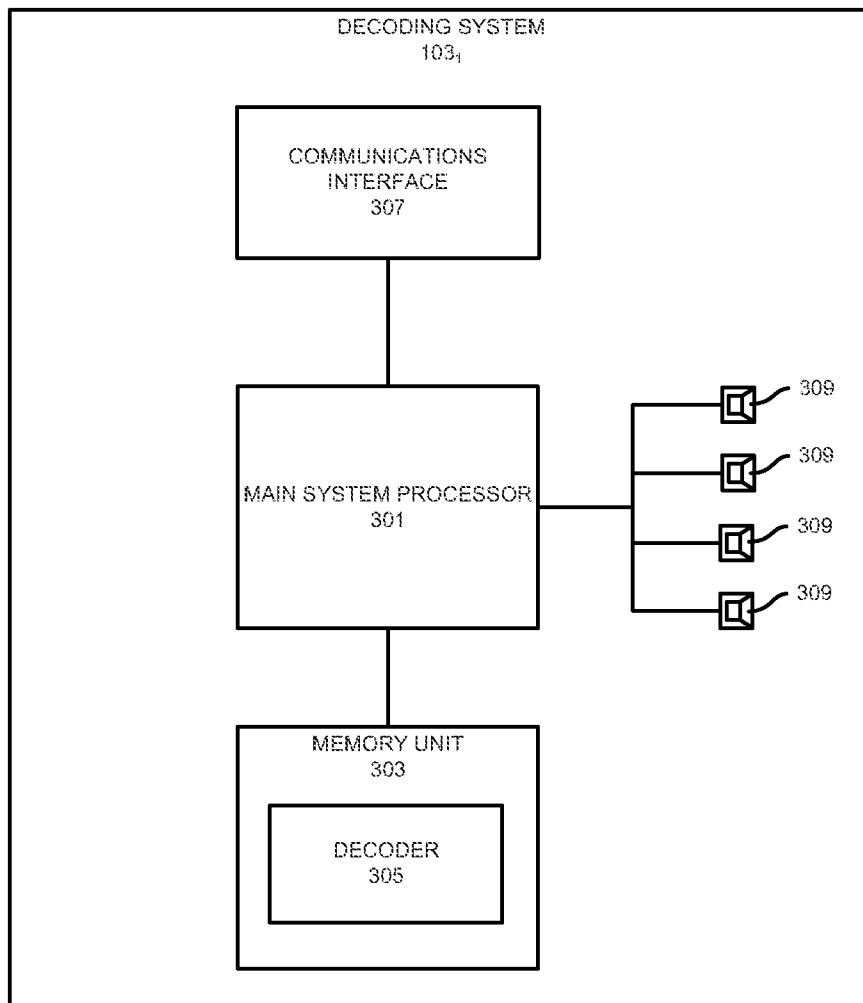 DECODING SYSTEM
103₁
COMMUNICATIONS
INTERFACE
307
309
309
MAIN SYSTEM PROCESSOR
301
309
309
MEMORY UNIT
303
DECODER
305